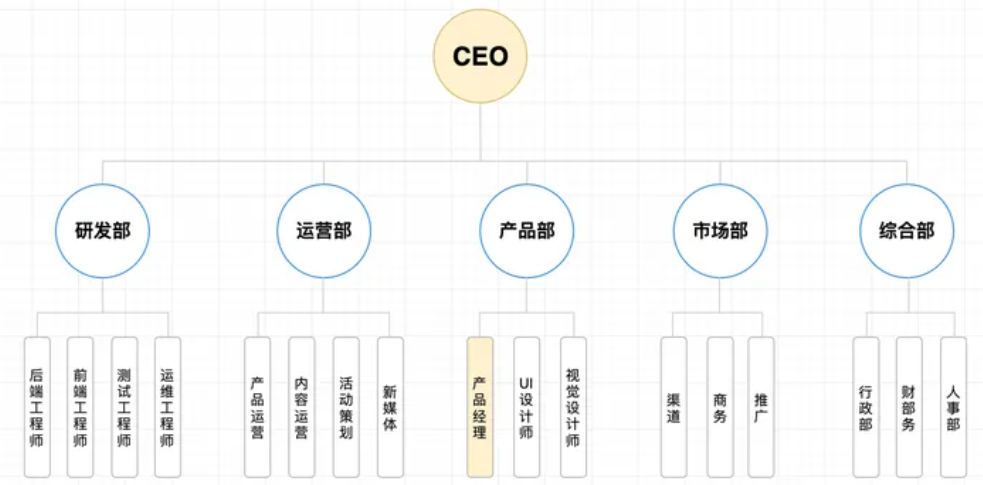 CEO
研发部
运营部
产品部
市场部
综合部
后端工程师
前端工程师
测试工程师
运维工程师
产品运营
内容运营
活动策划
新媒体
产品经理
UI设计师
视觉设计师
渠道
商务
推广
行政部
财部务
人事部